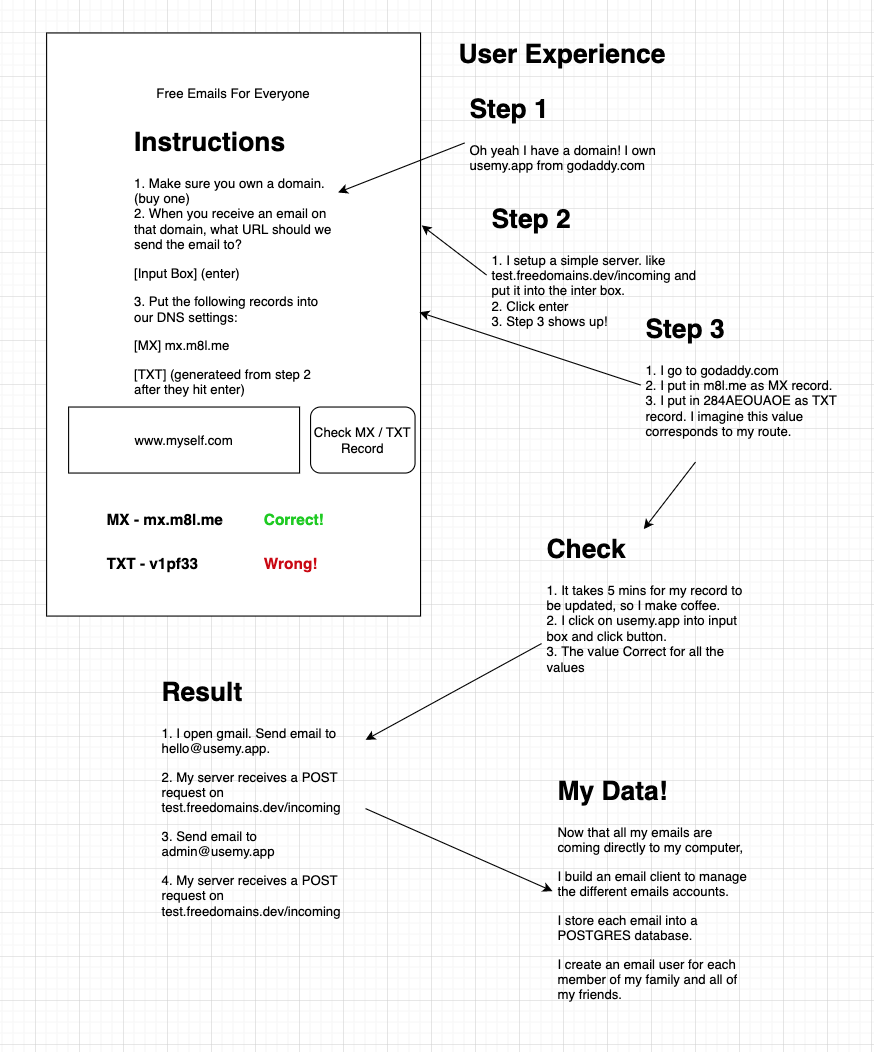 Free Emails For Everyone
Instructions
1. Make sure you own a domain.
(buy one)
2. When you receive an email on
that domain, what URL should we
send the email to?
[Input Box] (enter)
3. Put the following records into
our DNS settings:
[MX] mx.m8l.me
[TXT] (generateed from step 2
after they hit enter)
www.myself.com
Check MX / TXT
Record
MX - mx.m8l.me
Correct!
TXT - v1pf33
Wrong!
User Experience
Step 1
Oh yeah I have a domain! I own
usemy.app from godaddy.com
Step 2
1. I setup a simple server. like
test.freedomains.dev/incoming and
put it into the inter box.
2. Click enter
3. Step 3 shows up!
Step 3
1. I go to godaddy.com
2. I put in m8l.me as MX record.
3. I put in 284AEOUAOE as TXT
record. I imagine this value
corresponds to my route.
Check
1. It takes 5 mins for my record to
be updated, so I make coffee.
2. I click on usemy.app into input
box and click button.
3. The value Correct for all the
values
Result
1. I open gmail. Send email to
hello@usemy.app.
2. My server receives a POST
request on
test.freedomains.dev/incoming
3. Send email to
admin@usemy.app
4. My server receives a POST
request on
test.freedomains.dev/incoming
My Data!
Now that all my emails are
coming directly to my computer,
I build an email client to manage
the different emails accounts.
I store each email into a
POSTGRES database.
I create an email user for each
member of my family and all of
my friends.